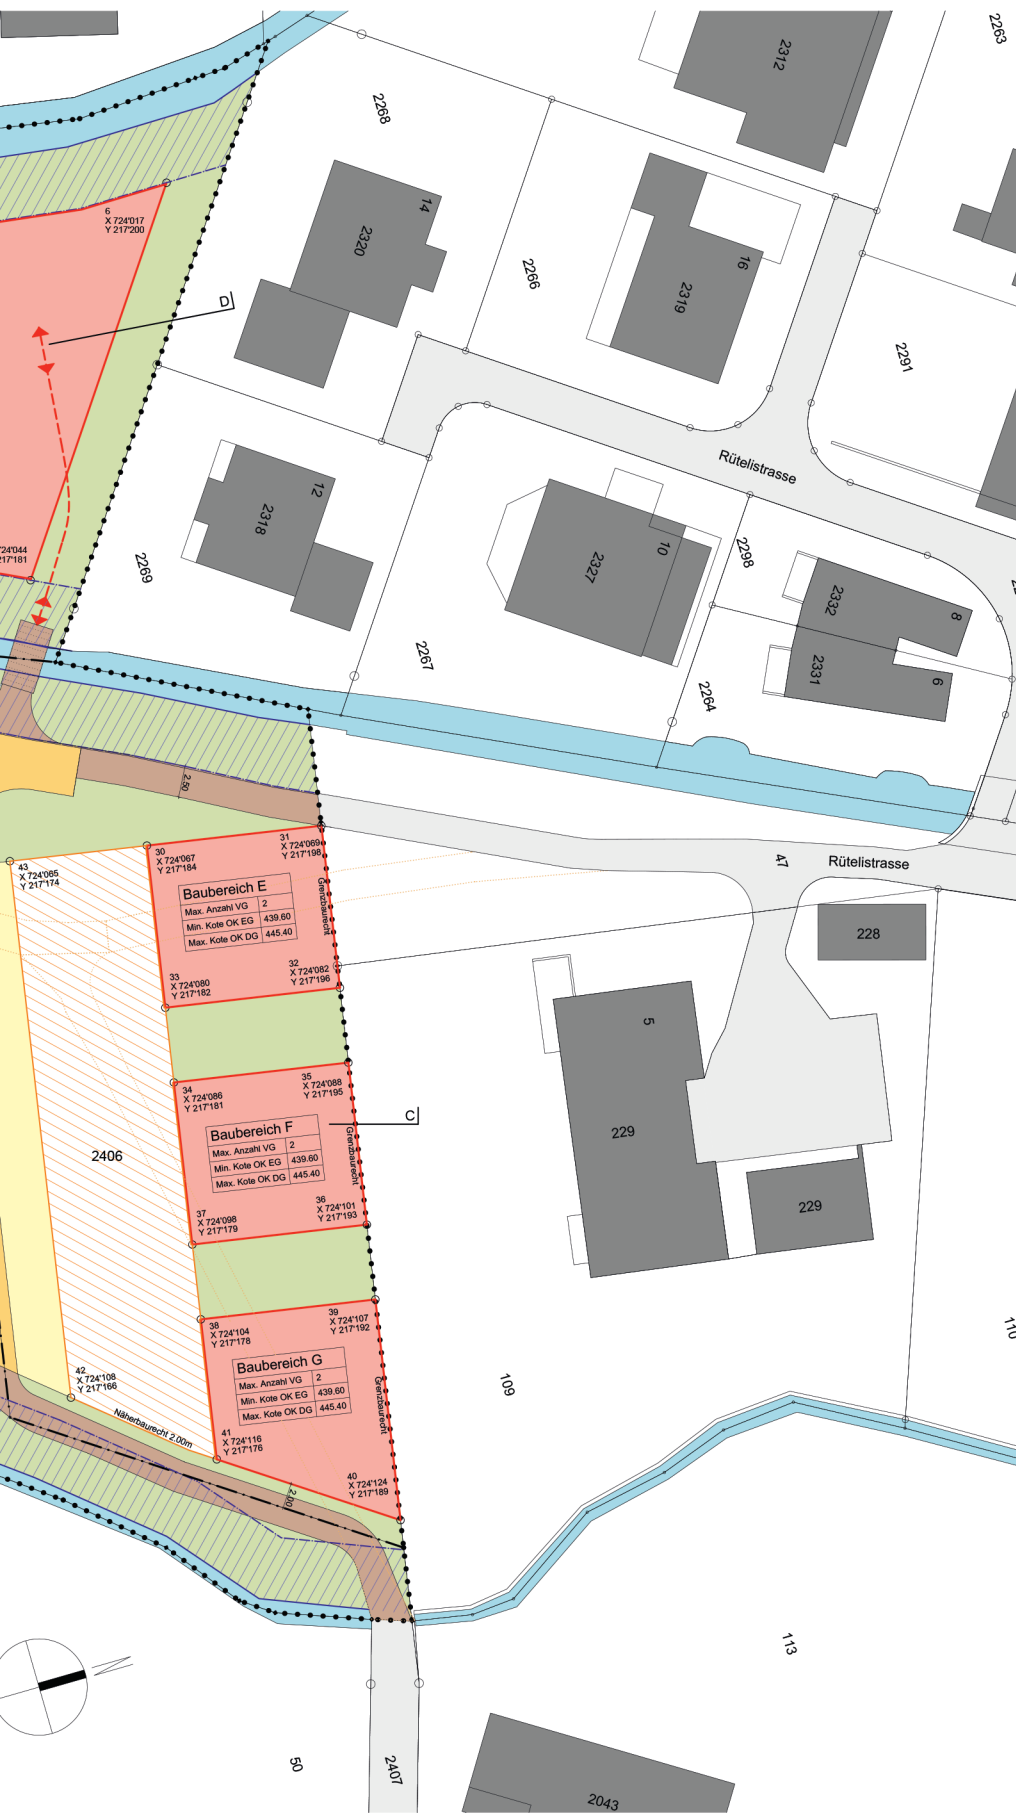 2263
2312
2268
14
2320
2266
16
2319
2291
6
X 724'017
Y 217'200
D
Rütelistrasse
12
2318
2269
10
2327
2298
2332
8
2331
6
2267
2264
724'044
217'181
2.50
47
Rütelistrasse
228
43
X 724'065
Y 217'174
30
X 724'067
Y 217'184
31
X 724'069
Y 217'198
Baubereich E
Max. Anzahl VG 2
Min. Kote OK EG 439.60
Max. Kote OK DG 445.40
Grenzbaurecht
33
X 724'080
Y 217'182
32
X 724'082
Y 217'196
5
229
229
34
X 724'086
Y 217'181
35
X 724'088
Y 217'195
C
Baubereich F
Max. Anzahl VG 2
Min. Kote OK EG 439.60
Max. Kote OK DG 445.40
Grenzbaurecht
2406
37
X 724'098
Y 217'179
36
X 724'101
Y 217'193
38
X 724'104
Y 217'178
39
X 724'107
Y 217'192
Baubereich G
Max. Anzahl VG 2
Min. Kote OK EG 439.60
Max. Kote OK DG 445.40
Grenzbaurecht
42
X 724'108
Y 217'166
Näherbaurecht 2.00m
41
X 724'116
Y 217'176
40
X 724'124
Y 217'189
2.00
109
110
113
N
50
2407
2043